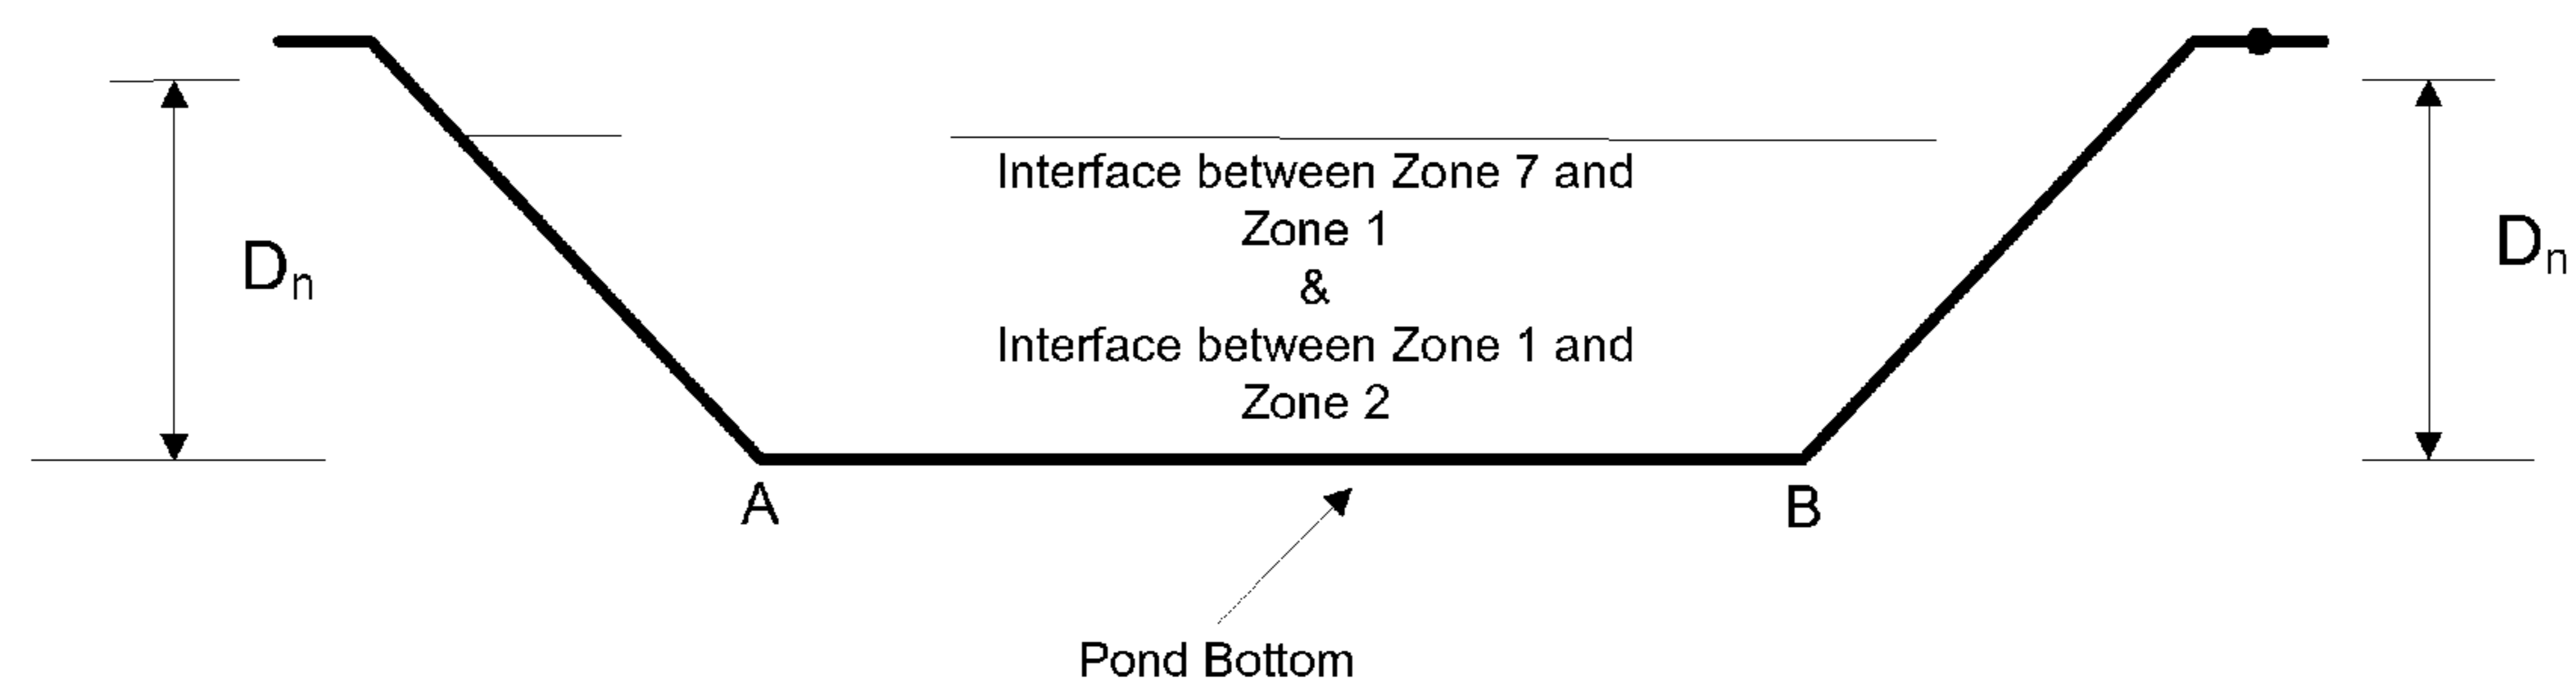 Interface between Zone 7 and
Zone 1
&
Interface between Zone 1 and
Zone 2
Dn
Dn
A
B
Pond Bottom